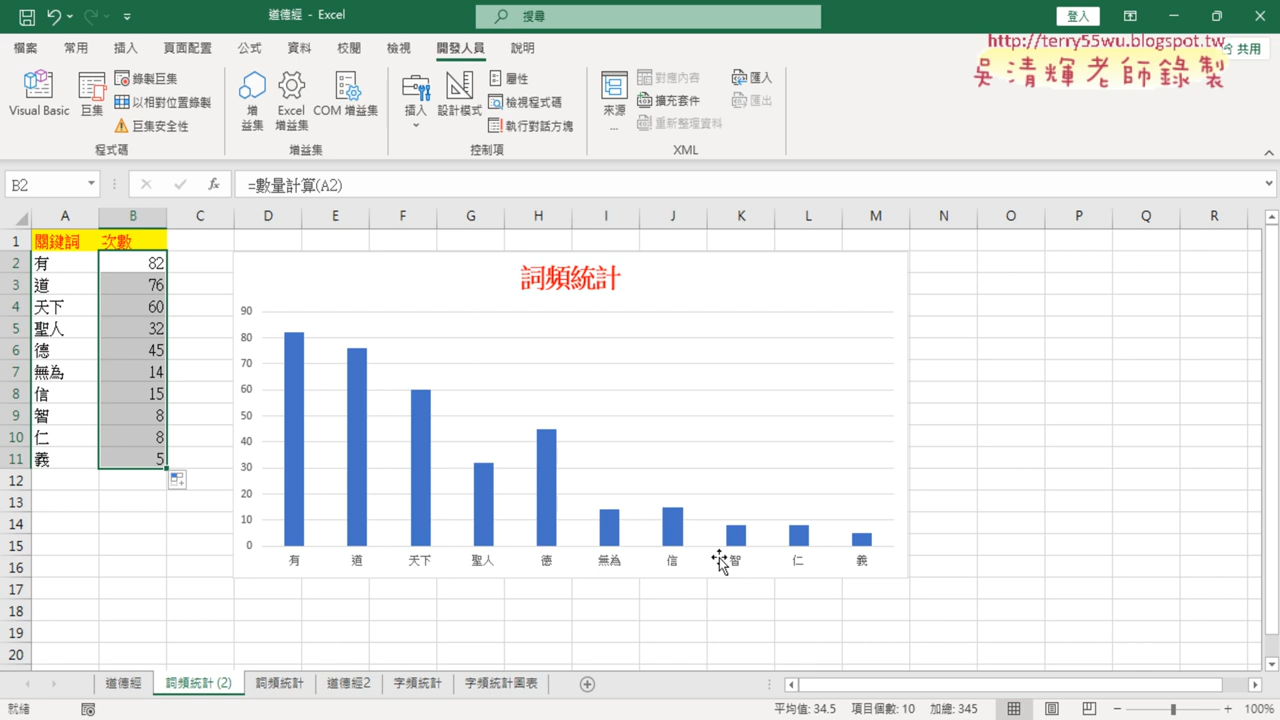 道德經 - Excel
搜尋
登入
http://terry55wu.blogspot.tw
吳清輝老師錄製
檔案 常用 插入 頁面配置 公式 資料 校閱 檢視 開發人員 說明 共用
Visual Basic
巨集
錄製巨集
以相對位置錄製
巨集安全性
程式碼
增益集
Excel 增益集
COM 增益集
增益集
插入
設計模式
屬性
檢視程式碼
執行對話方塊
控制項
來源
...
對應內容
擴充套件
重新整理資料
匯入
匯出
XML
B2
fx
=數量計算(A2)
A B C D E F G H I J K L M N O P Q R
1 關鍵詞 次數
2 有 82
3 道 76
4 天下 60
5 聖人 32
6 德 45
7 無為 14
8 信 15
9 智 8
10 仁 8
11 義 5
12
13
14
15
16
17
18
19
20
詞頻統計
90
80
70
60
50
40
30
20
10
0
有 道 天下 聖人 德 無為 信 智 仁 義
道德經 詞頻統計 (2) 詞頻統計 道德經2 字頻統計 字頻統計圖表
就緒
平均值: 34.5 項目個數: 10 加總: 345
100%